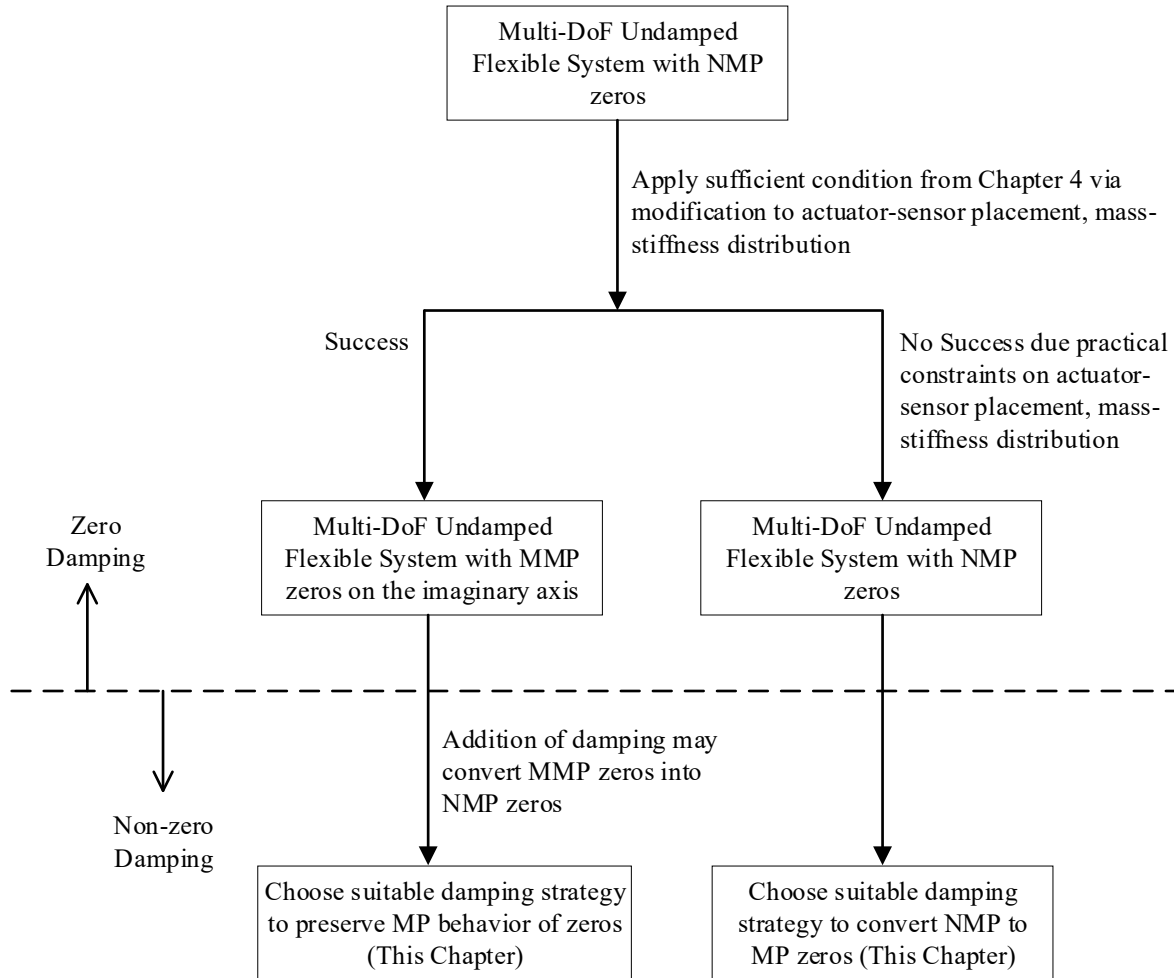 Multi-DoF Undamped
Flexible System with NMP
zeros
Apply sufficient condition from Chapter 4 via
modification to actuator-sensor placement, mass-
stiffness distribution
Success
No Success due practical
constraints on actuator-
sensor placement, mass-
stiffness distribution
Zero
Damping
Multi-DoF Undamped
Flexible System with MMP
zeros on the imaginary axis
Multi-DoF Undamped
Flexible System with NMP
zeros
Addition of damping may
convert MMP zeros into
NMP zeros
Non-zero
Damping
Choose suitable damping strategy
to preserve MP behavior of zeros
(This Chapter)
Choose suitable damping
strategy to convert NMP to
MP zeros (This Chapter)